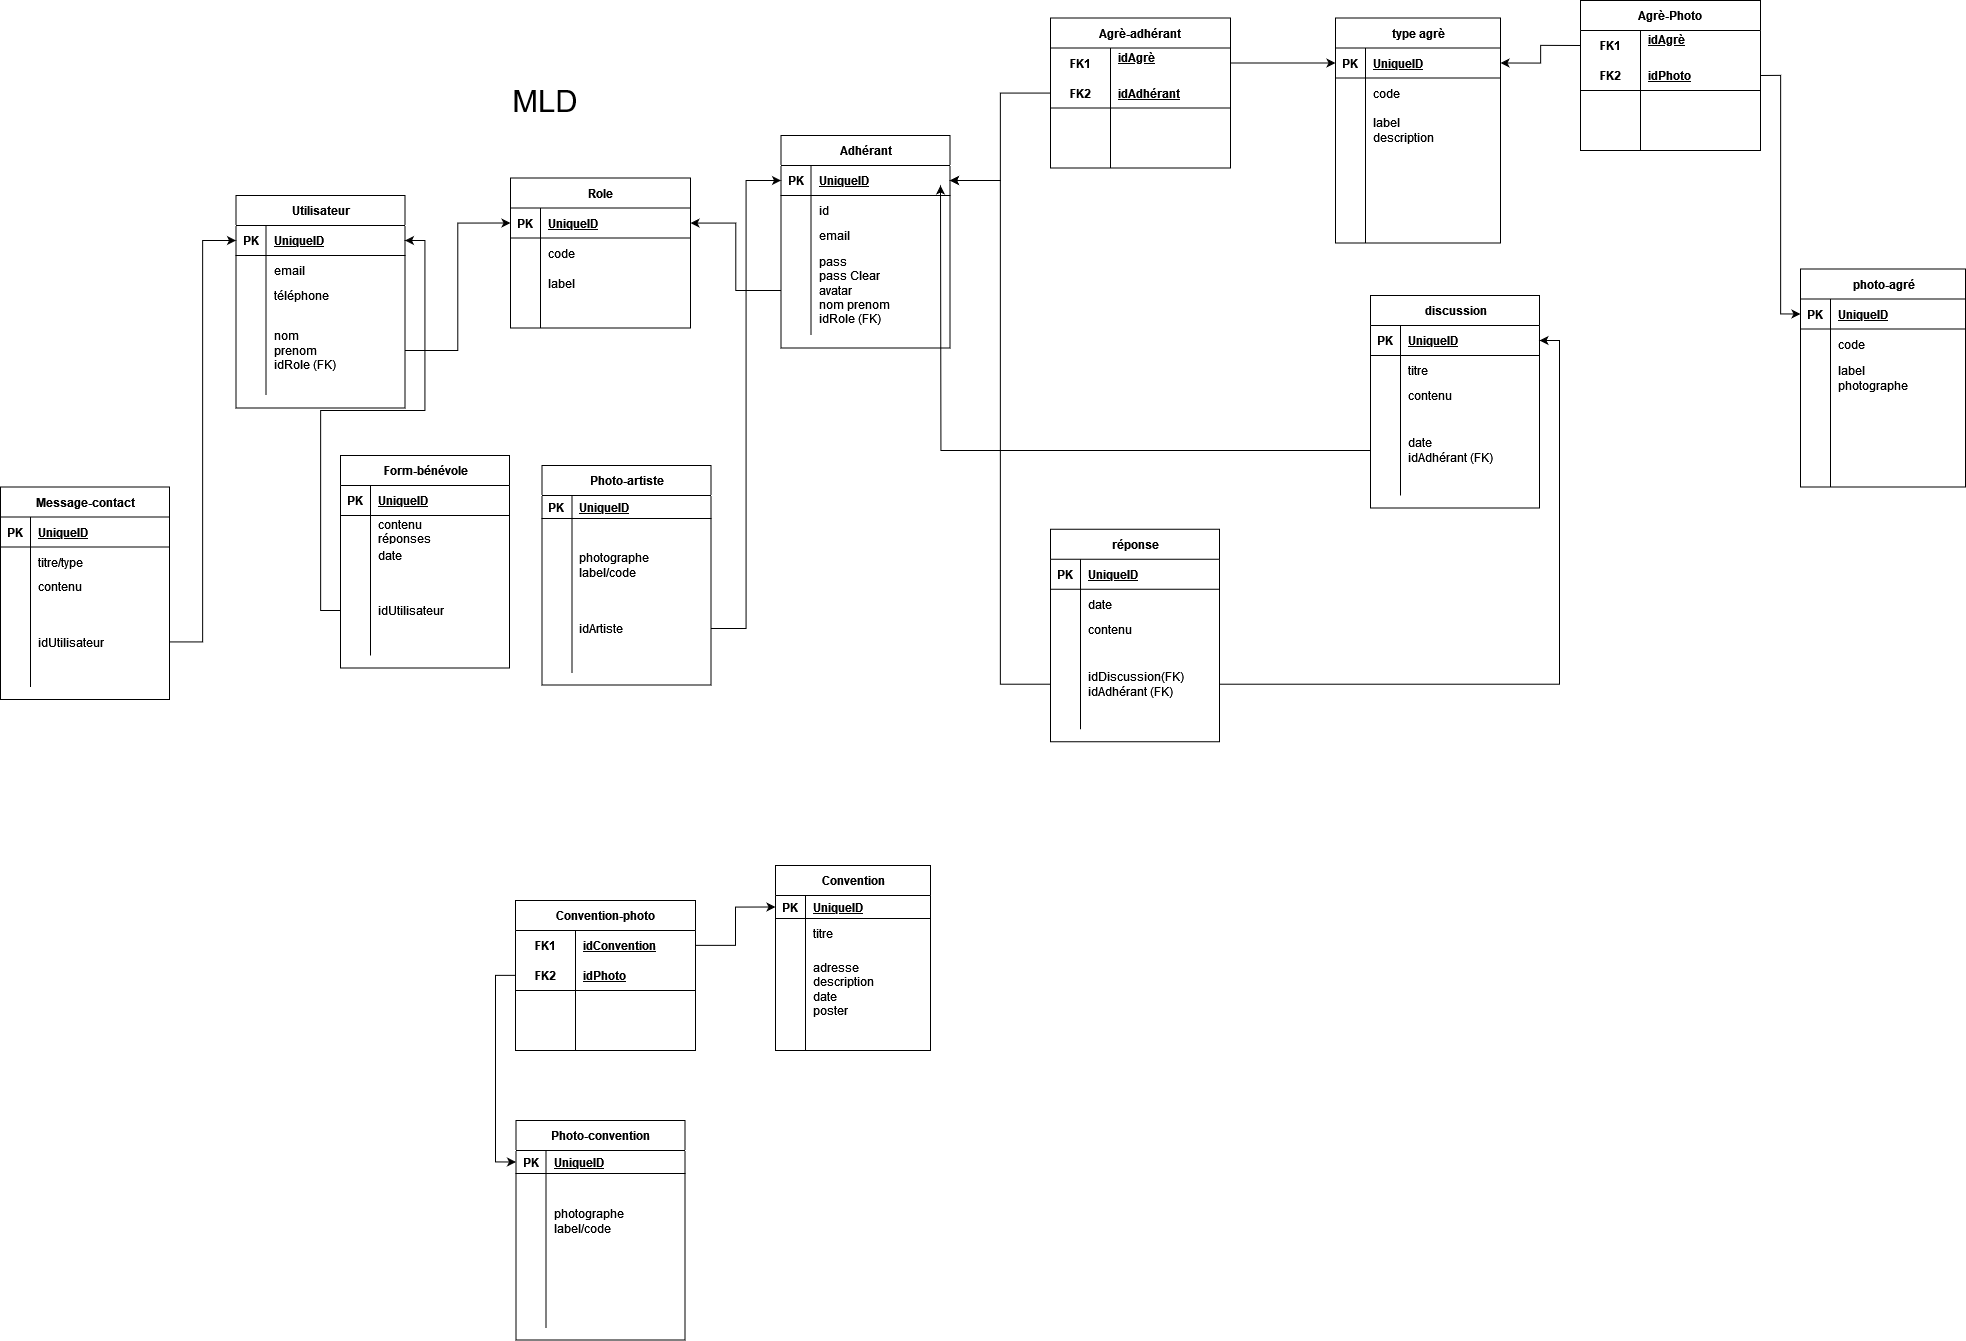 MLD
Utilisateur
PK UniqueID
email
téléphone
nom
prenom
idRole (FK)
Role
PK UniqueID
code
label
Adhérant
PK UniqueID
id
email
pass
pass Clear
avatar
nom prenom
idRole (FK)
Agrè-adhérant
FK1 idAgrè
FK2 idAdhérant
type agrè
PK UniqueID
code
label
description
Agrè-Photo
FK1 idAgrè
FK2 idPhoto
photo-agré
PK UniqueID
code
label
photographe
discussion
PK UniqueID
titre
contenu
date
idAdhérant (FK)
Message-contact
PK UniqueID
titre/type
contenu
idUtilisateur
Form-bénévole
PK UniqueID
contenu
réponses
date
idUtilisateur
Photo-artiste
PK UniqueID
photographe
label/code
idArtiste
réponse
PK UniqueID
date
contenu
idDiscussion(FK)
idAdhérant (FK)
Convention-photo
FK1 idConvention
FK2 idPhoto
Convention
PK UniqueID
titre
adresse
description
date
poster
Photo-convention
PK UniqueID
photographe
label/code